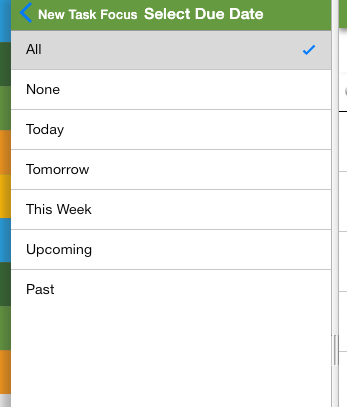 New Task Focus Select Due Date
All
None
Today
Tomorrow
This Week
Upcoming
Past